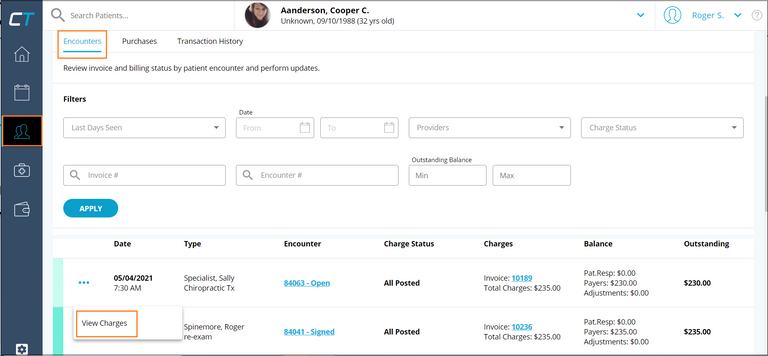 CT
Search Patients...
Aanderson, Cooper C.
Unknown, 09/10/1988 (32 yrs old)
Roger S.
?
Encounters
Purchases
Transaction History
Review invoice and billing status by patient encounter and perform updates.
Filters
Last Days Seen
Date
From
To
Providers
Charge Status
Invoice #
Encounter #
Outstanding Balance
Min
Max
APPLY
Date
Type
Encounter
Charge Status
Charges
Balance
Outstanding
05/04/2021
7:30 AM
Specialist, Sally
Chiropractic Tx
84063 - Open
All Posted
Invoice: 10189
Total Charges: $235.00
Pat.Resp: $0.00
Payers: $230.00
Adjustments: $0.00
$230.00
View Charges
Spinemore, Roger
re-exam
84041 - Signed
All Posted
Invoice: 10236
Total Charges: $235.00
Pat.Resp: $0.00
Payers: $235.00
Adjustments: $0.00
$235.00